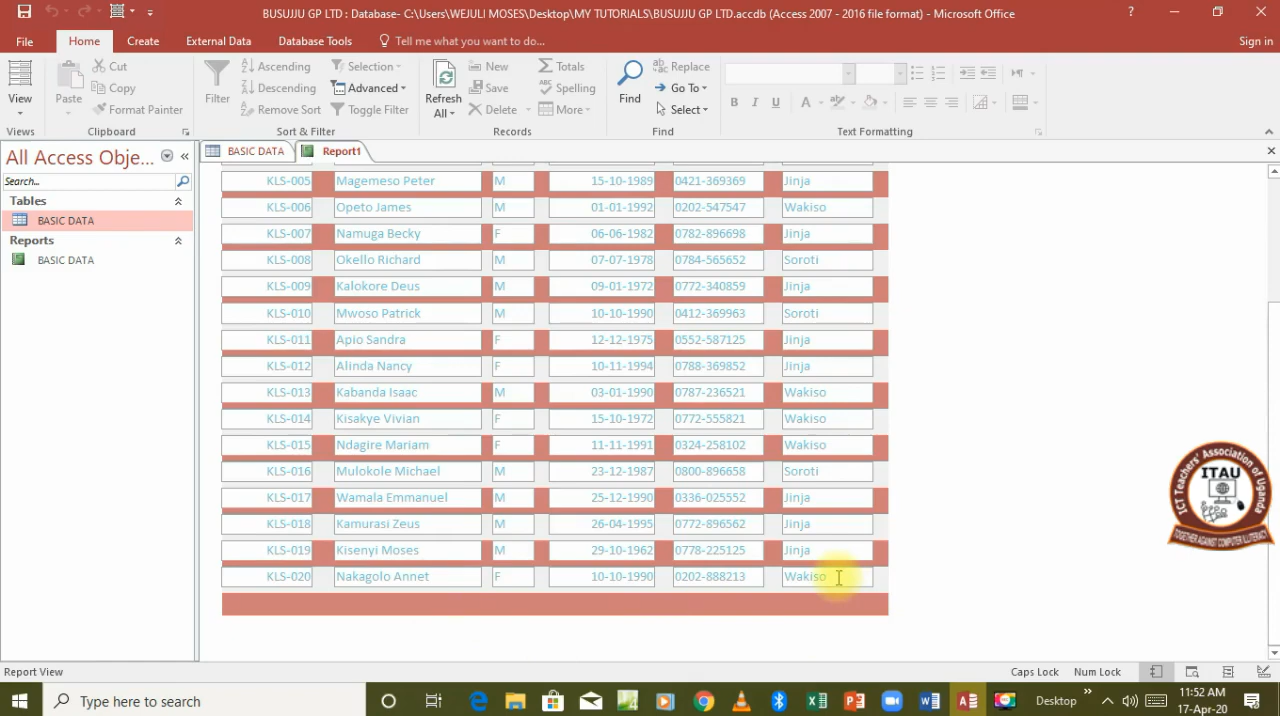 BUSUJJU GP LTD : Database- C:\Users\WEJULI MOSES\Desktop\MY TUTORIALS\BUSUJJU GP LTD.accdb (Access 2007 - 2016 file format) - Microsoft Office
File Home Create External Data Database Tools Tell me what you want to do... Sign in
View
Views
Paste
Cut
Copy
Format Painter
Clipboard
Filter
Ascending
Descending
Remove Sort
Selection
Advanced
Toggle Filter
Sort & Filter
Refresh All
New
Save
Delete
Totals
Spelling
More
Records
Find
Replace
Go To
Select
Find
B I U A
Text Formatting
All Access Obje...
Search...
Tables
BASIC DATA
Reports
BASIC DATA
BASIC DATA Report1
KLS-005 Magemeso Peter M 15-10-1989 0421-369369 Jinja
KLS-006 Opeto James M 01-01-1992 0202-547547 Wakiso
KLS-007 Namuga Becky F 06-06-1982 0782-896698 Jinja
KLS-008 Okello Richard M 07-07-1978 0784-565652 Soroti
KLS-009 Kalokore Deus M 09-01-1972 0772-340859 Jinja
KLS-010 Mwoso Patrick M 10-10-1990 0412-369963 Soroti
KLS-011 Apio Sandra F 12-12-1975 0552-587125 Jinja
KLS-012 Alinda Nancy F 10-11-1994 0788-369852 Jinja
KLS-013 Kabanda Isaac M 03-01-1990 0787-236521 Wakiso
KLS-014 Kisakye Vivian F 15-10-1972 0772-555821 Wakiso
KLS-015 Ndagire Mariam F 11-11-1991 0324-258102 Wakiso
KLS-016 Mulokole Michael M 23-12-1987 0800-896658 Soroti
KLS-017 Wamala Emmanuel M 25-12-1990 0336-025552 Jinja
KLS-018 Kamurasi Zeus M 26-04-1995 0772-896562 Jinja
KLS-019 Kisenyi Moses M 29-10-1962 0778-225125 Jinja
KLS-020 Nakagolo Annet F 10-10-1990 0202-888213 Wakiso
ICT Teachers' Association of Uganda
ITAU
TOGETHER AGAINST COMPUTER ILLITERACY
Report View Caps Lock Num Lock
Type here to search
Desktop
11:52 AM
17-Apr-20